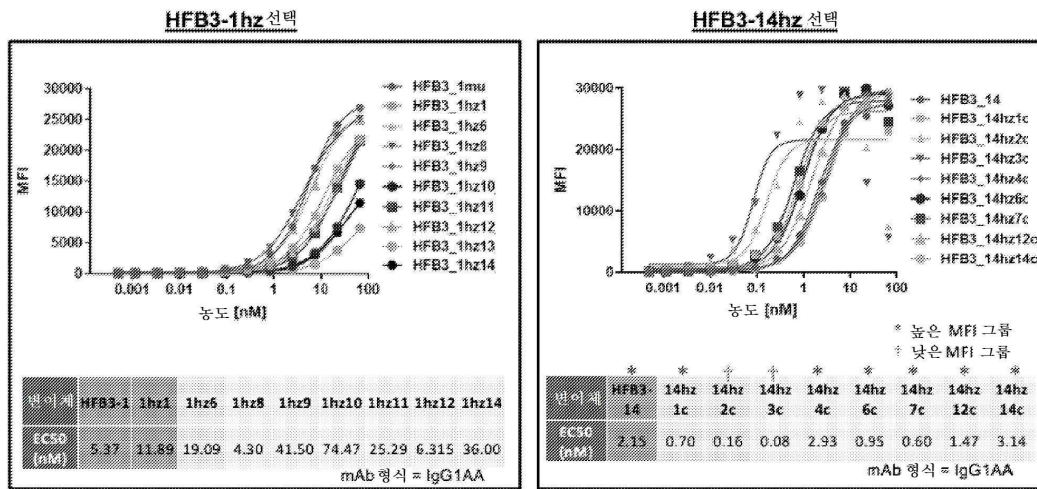 HFB3-1hz 선택
MFI
30000
25000
20000
15000
10000
5000
0
0.001 0.01 0.1 1 10 100
농도 [nM]
HFB3_1mu
HFB3_1hz1
HFB3_1hz6
HFB3_1hz8
HFB3_1hz9
HFB3_1hz10
HFB3_1hz11
HFB3_1hz12
HFB3_1hz13
HFB3_1hz14
변이체 HFB3-1 1hz1 1hz6 1hz8 1hz9 1hz10 1hz11 1hz12 1hz14
EC50 (nM) 5.37 11.89 19.09 4.30 41.50 74.47 25.29 6.315 36.00
mAb 형식 = IgG1AA
HFB3-14hz 선택
MFI
30000
20000
10000
0
0.001 0.01 0.1 1 10 100
농도 [nM]
HFB3_14
HFB3_14hz1c
HFB3_14hz2c
HFB3_14hz3c
HFB3_14hz4c
HFB3_14hz6c
HFB3_14hz7c
HFB3_14hz12c
HFB3_14hz14c
* 높은 MFI 그룹
† 낮은 MFI 그룹
* * † † * * * * *
변이체 HFB3-14 14hz 1c 14hz 2c 14hz 3c 14hz 4c 14hz 6c 14hz 7c 14hz 12c 14hz 14c
EC50 (nM) 2.15 0.70 0.16 0.08 2.93 0.95 0.60 1.47 3.14
mAb 형식 = IgG1AA